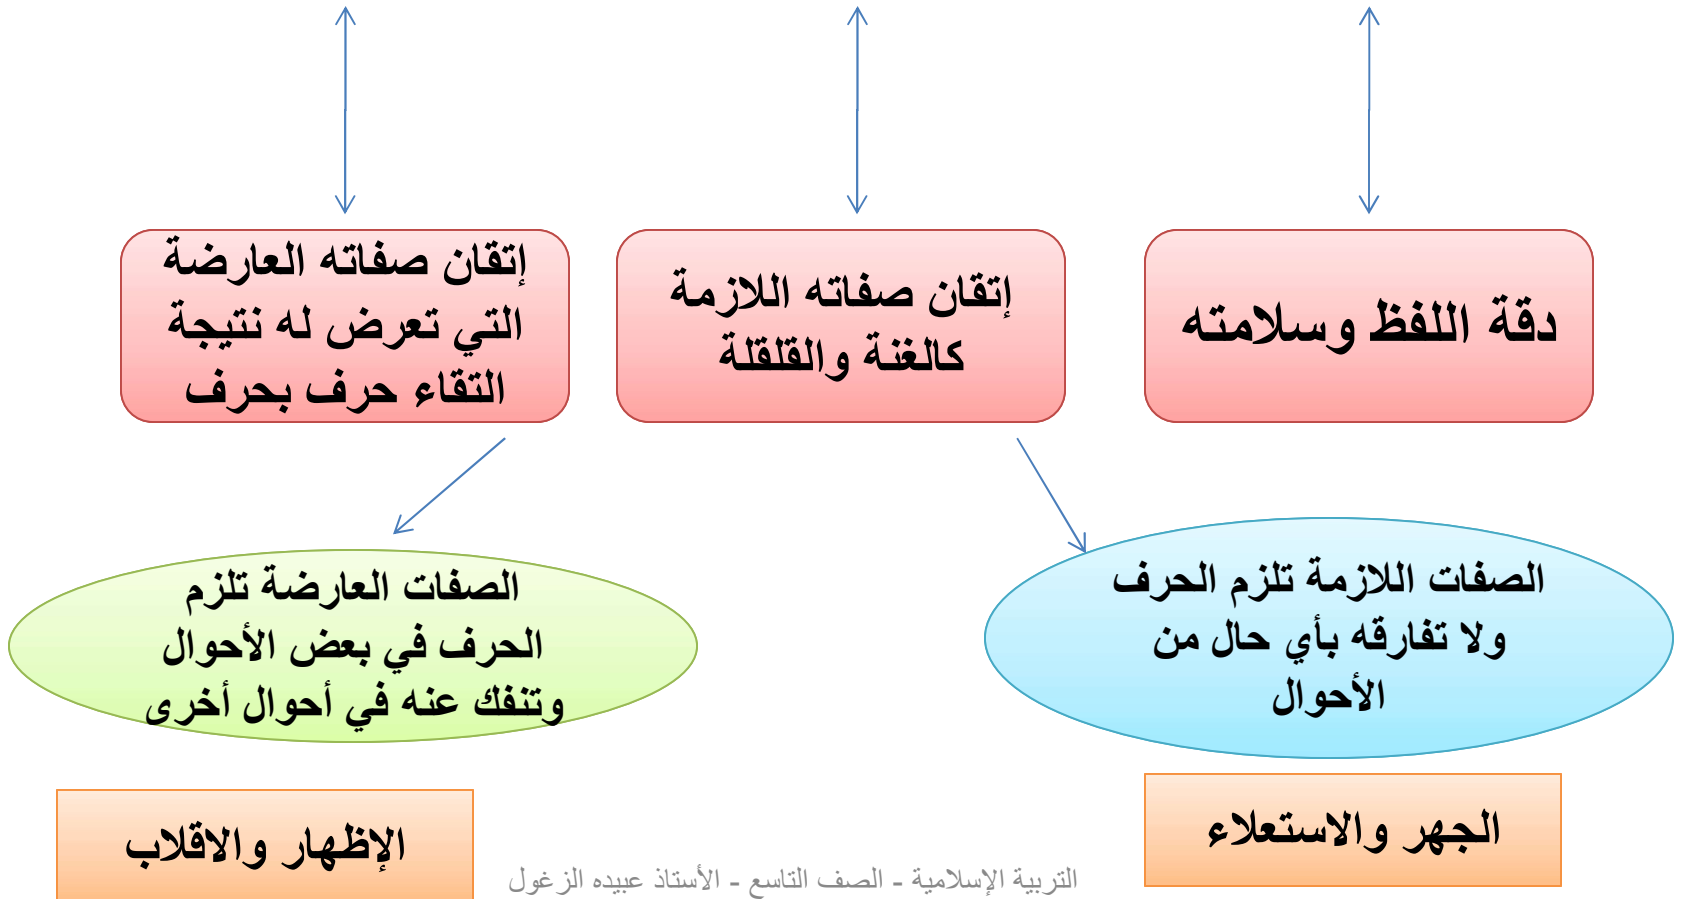 دقة اللفظ وسلامته
إتقان صفاته اللازمة
كالغنة والقلقلة
إتقان صفاته العارضة
التي تعرض له نتيجة
التقاء حرف بحرف
الصفات اللازمة تلزم الحرف
ولا تفارقه بأي حال من
الأحوال
الصفات العارضة تلزم
الحرف في بعض الأحوال
وتنفك عنه في أحوال أخرى
الجهر والاستعلاء
الإظهار والاقلاب
التربية الإسلامية - الصف التاسع - الأستاذ عبيده الزغول